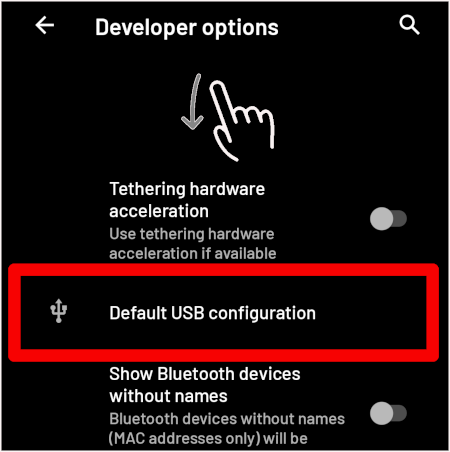 Developer options
Tethering hardware
acceleration
Use tethering hardware
acceleration if available
Default USB configuration
Show Bluetooth devices
without names
Bluetooth devices without names
(MAC addresses only) will be